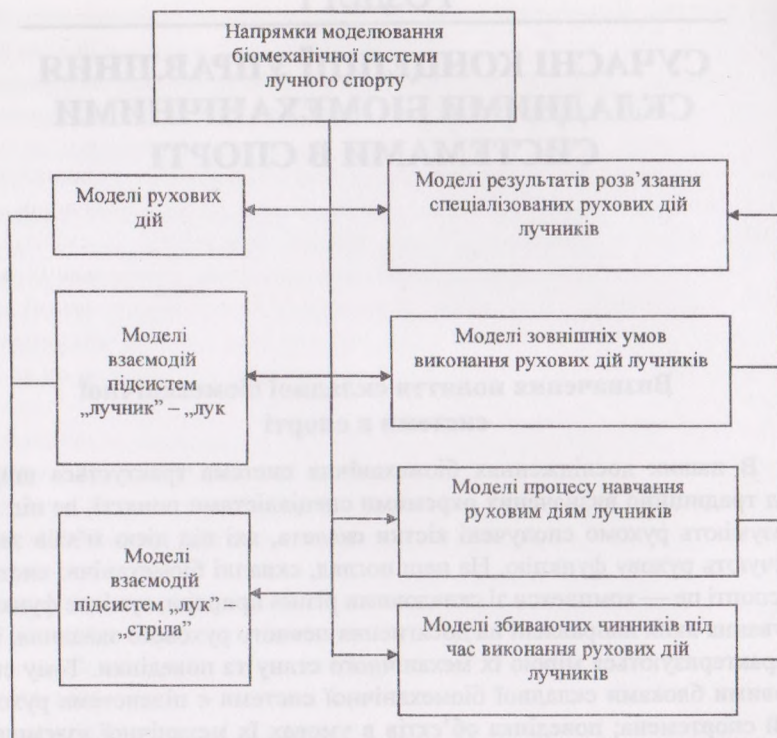 Напрямки моделювання
біомеханічної системи
лучного спорту
Моделі рухових
дій
Моделі результатів розв’язання
спеціалізованих рухових дій
лучників
Моделі
взаємодій
підсистем
„лучник” – „лук
Моделі зовнішніх умов
виконання рухових дій лучників
Моделі процесу навчання
руховим діям лучників
Моделі
взаємодій
підсистем „лук” –
„стріла”
Моделі збиваючих чинників під
час виконання рухових дій
лучників